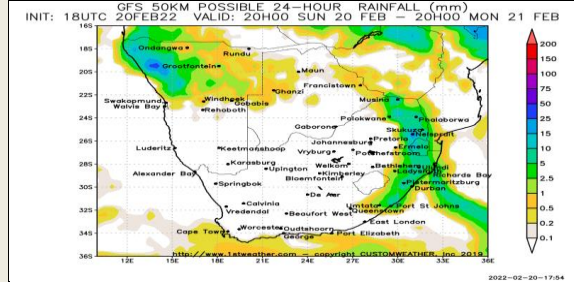 GFS 50KM POSSIBLE 24-HOUR RAINFALL (mm)
INIT: 18UTC 20FEB22 VALID: 20H00 SUN 20 FEB - 20H00 MON 21 FEB
16S
18S
20S
22S
24S
26S
28S
30S
32S
34S
36S
Ondangwa
Rundu
Grootfontein
Maun
Francistown
Ghanzi
Musina
Swakopmund
Windhoek
Gobabis
Walvis Bay
Rehoboth
Polokwane
Phalaborwa
Gaborone
Skukuza
Nelspruit
Pretoria
Johannesburg
Ermelo
Luderitz
Keetmanshoop
Vryburg
Potchefstroom
Karasburg
Upington
Welkom
Bethlehem
Ladysmith
Alexander Bay
Kimberley
Bloemfontein
Richards Bay
Springbok
Pietermaritzburg
Durban
De Aar
Calvinia
Umtata
Port St Johns
Vredendal
Beaufort West
Queenstown
East London
Cape Town
Worcester
Oudtshoorn
George
Port Elizabeth
http://www.1stweather.com - copyright CUSTOMWEATHER, Inc 2019
12E 15E 18E 21E 24E 27E 30E 33E 36E
200
150
100
75
50
25
15
10
5
2.5
1
0.5
0.2
0.1
2022-02-20-17:54